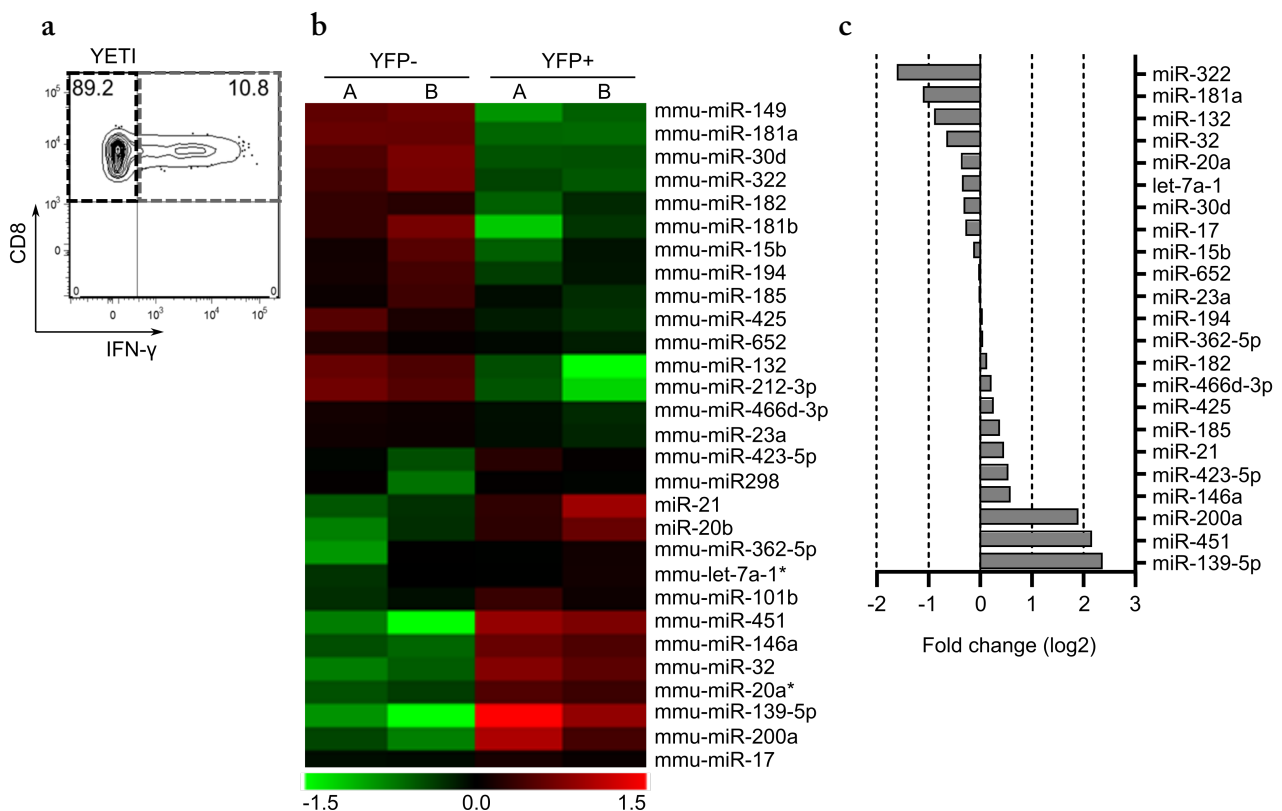 a
YETI
89.2 10.8
10⁵
10⁴
10³
0
0 0
0 10³ 10⁴ 10⁵
CD8
IFN-γ
b
YFP- YFP+
A B A B
mmu-miR-149
mmu-miR-181a
mmu-miR-30d
mmu-miR-322
mmu-miR-182
mmu-miR-181b
mmu-miR-15b
mmu-miR-194
mmu-miR-185
mmu-miR-425
mmu-miR-652
mmu-miR-132
mmu-miR-212-3p
mmu-miR-466d-3p
mmu-miR-23a
mmu-miR-423-5p
mmu-miR298
miR-21
miR-20b
mmu-miR-362-5p
mmu-let-7a-1*
mmu-miR-101b
mmu-miR-451
mmu-miR-146a
mmu-miR-32
mmu-miR-20a*
mmu-miR-139-5p
mmu-miR-200a
mmu-miR-17
-1.5 0.0 1.5
c
miR-322
miR-181a
miR-132
miR-32
miR-20a
let-7a-1
miR-30d
miR-17
miR-15b
miR-652
miR-23a
miR-194
miR-362-5p
miR-182
miR-466d-3p
miR-425
miR-185
miR-21
miR-423-5p
miR-146a
miR-200a
miR-451
miR-139-5p
-2 -1 0 1 2 3
Fold change (log2)